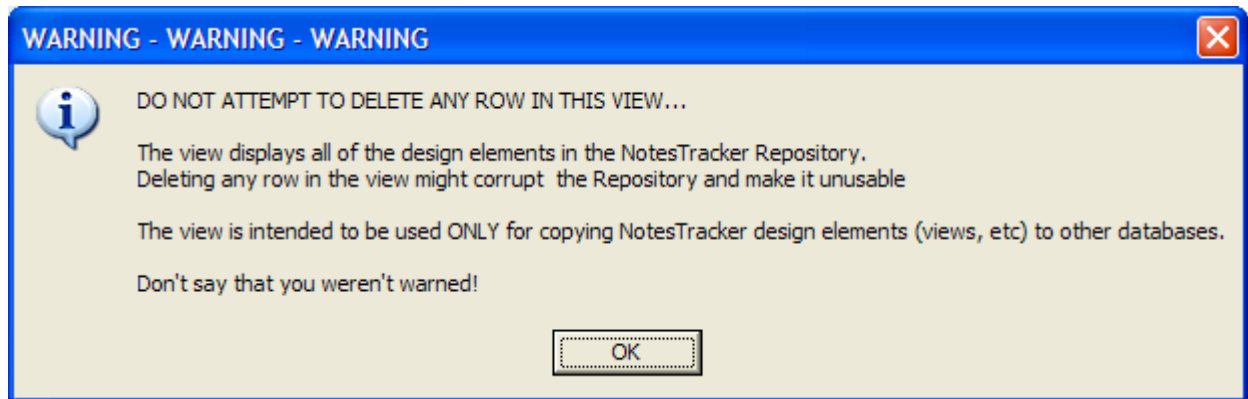 WARNING - WARNING - WARNING
DO NOT ATTEMPT TO DELETE ANY ROW IN THIS VIEW...
The view displays all of the design elements in the NotesTracker Repository.
Deleting any row in the view might corrupt  the Repository and make it unusable
The view is intended to be used ONLY for copying NotesTracker design elements (views, etc) to other databases.
Don't say that you weren't warned!
OK